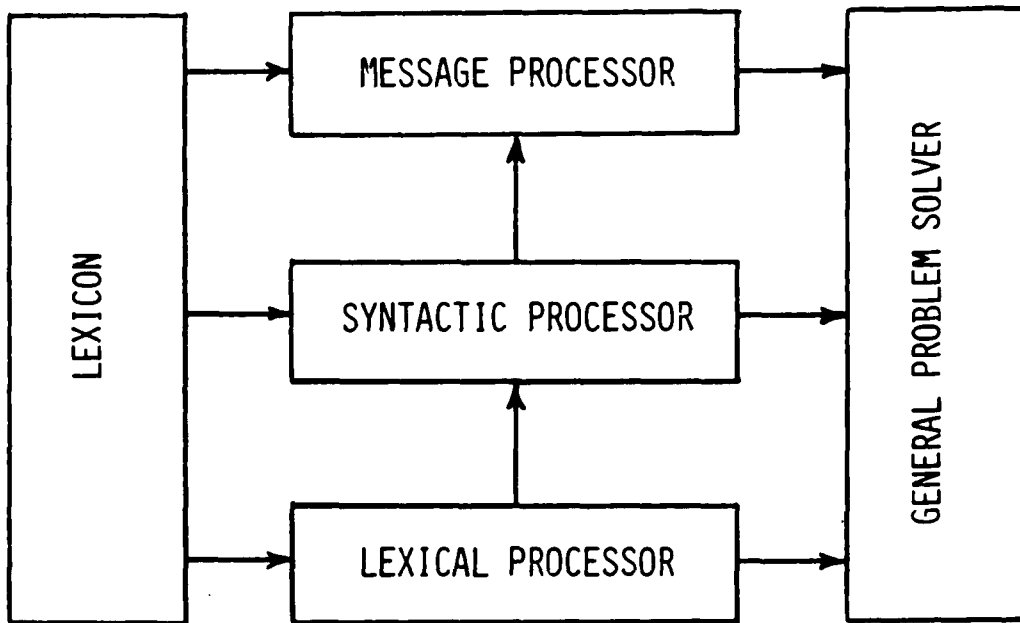 LEXICON
MESSAGE PROCESSOR
SYNTACTIC PROCESSOR
LEXICAL PROCESSOR
GENERAL PROBLEM SOLVER